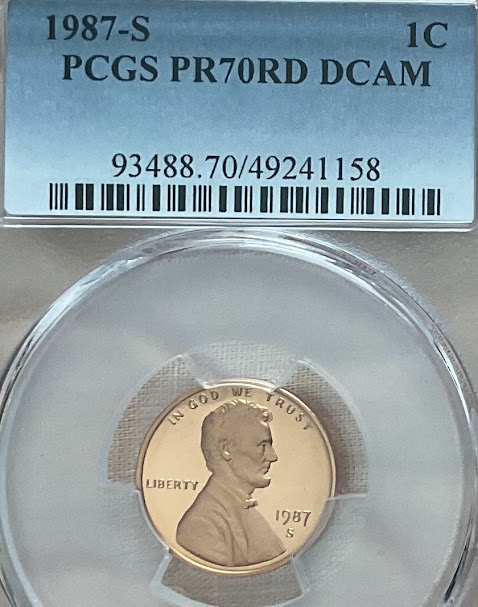 1987-S 1C
PCGS PR70RD DCAM
93488.70/49241158
IN GOD WE TRUST
LIBERTY
1987
S